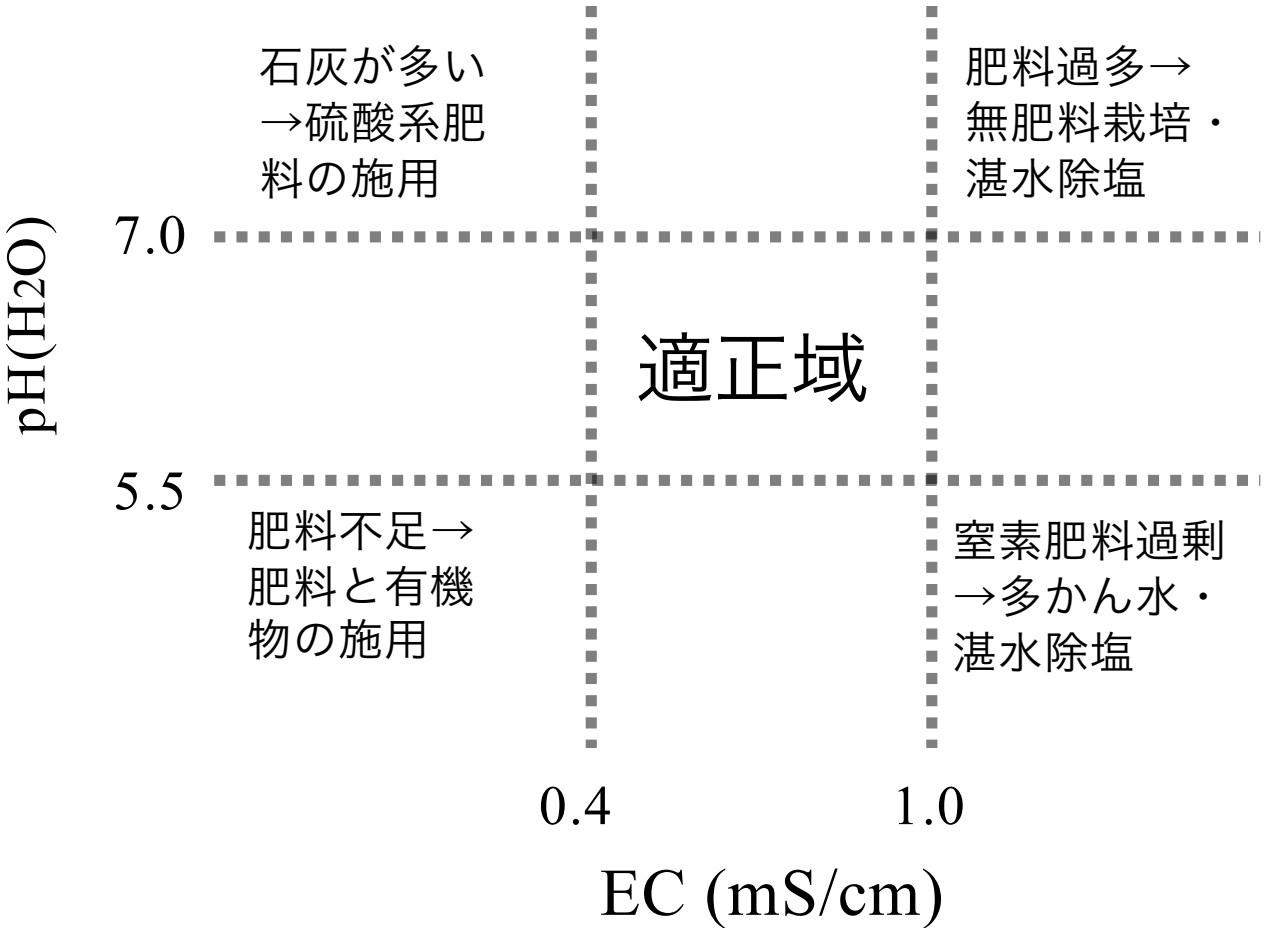 石灰が多い
→硫酸系肥
料の施用
肥料過多→
無肥料栽培・
湛水除塩
pH(H2O)
7.0
適正域
5.5
肥料不足→
肥料と有機
物の施用
窒素肥料過剰
→多かん水・
湛水除塩
0.4
1.0
EC (mS/cm)